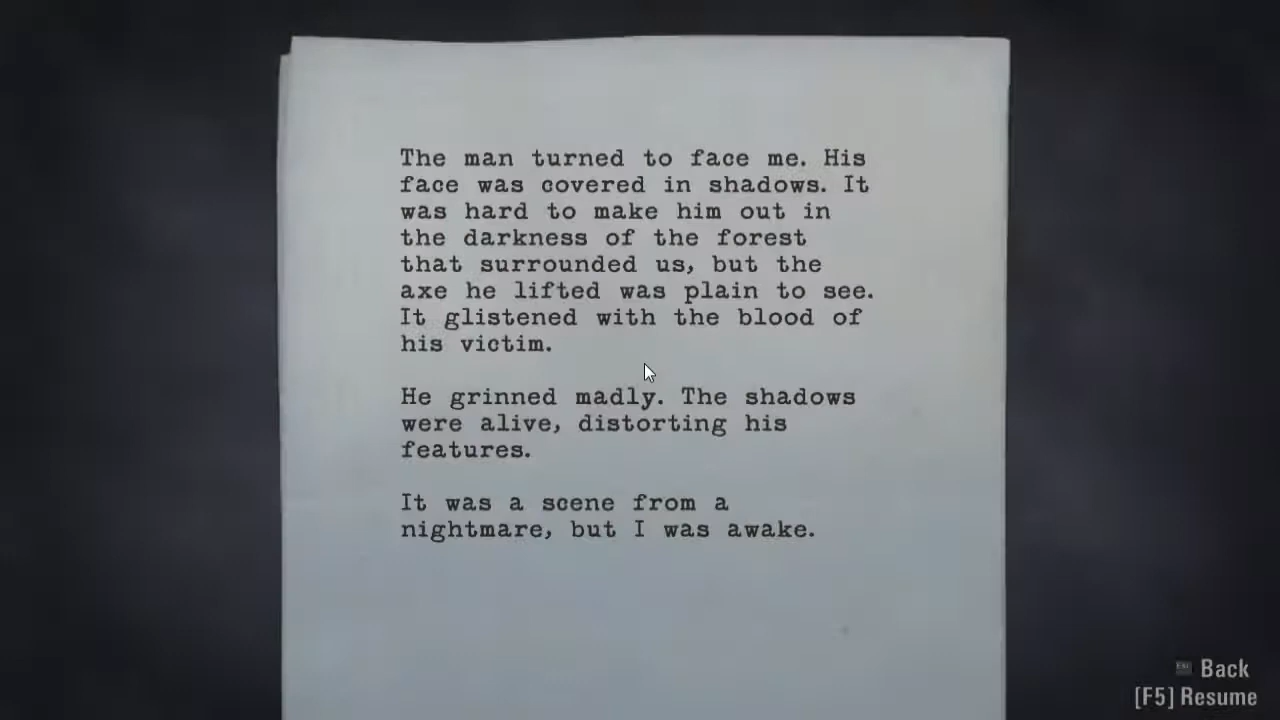 The man turned to face me. His
face was covered in shadows. It
was hard to make him out in
the darkness of the forest
that surrounded us, but the
axe he lifted was plain to see.
It glistened with the blood of
his victim.
He grinned madly. The shadows
were alive, distorting his
features.
It was a scene from a
nightmare, but I was awake.
Back
[F5] Resume